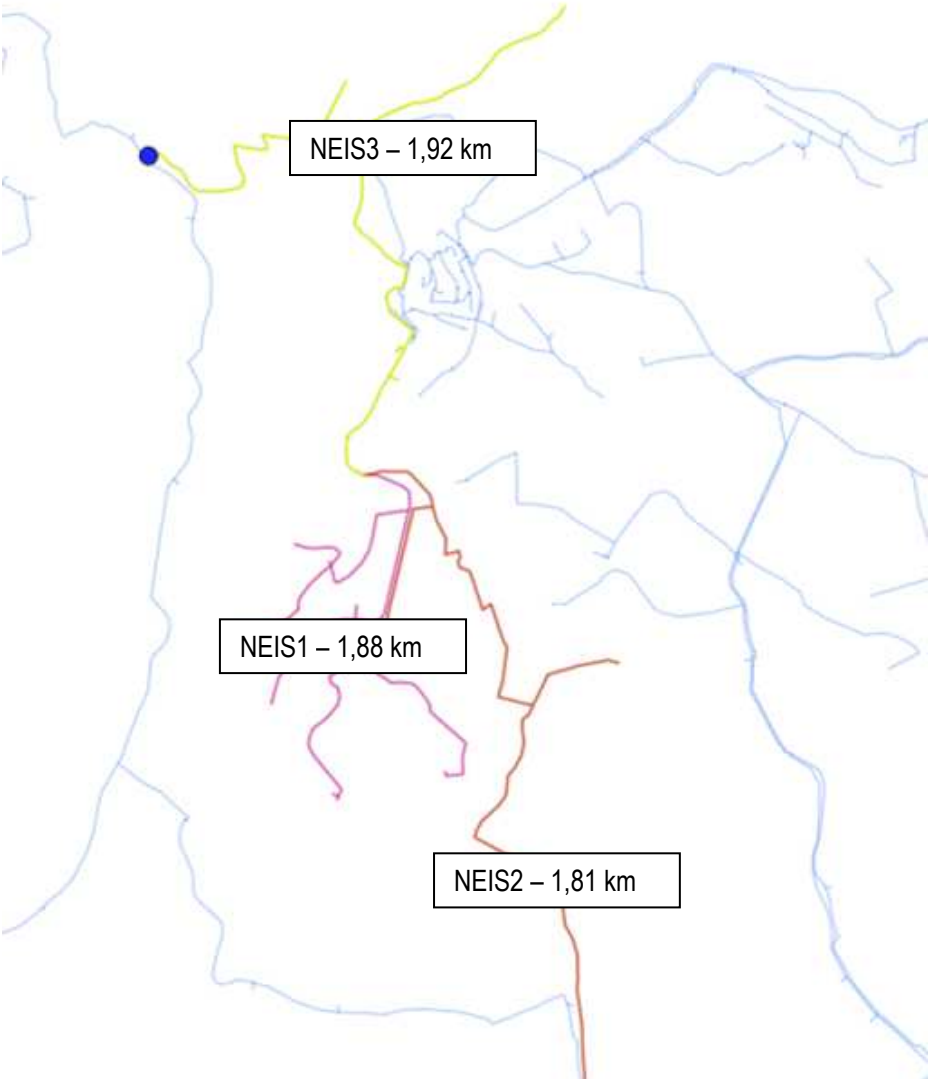 NEIS3 – 1,92 km
NEIS1 – 1,88 km
NEIS2 – 1,81 km